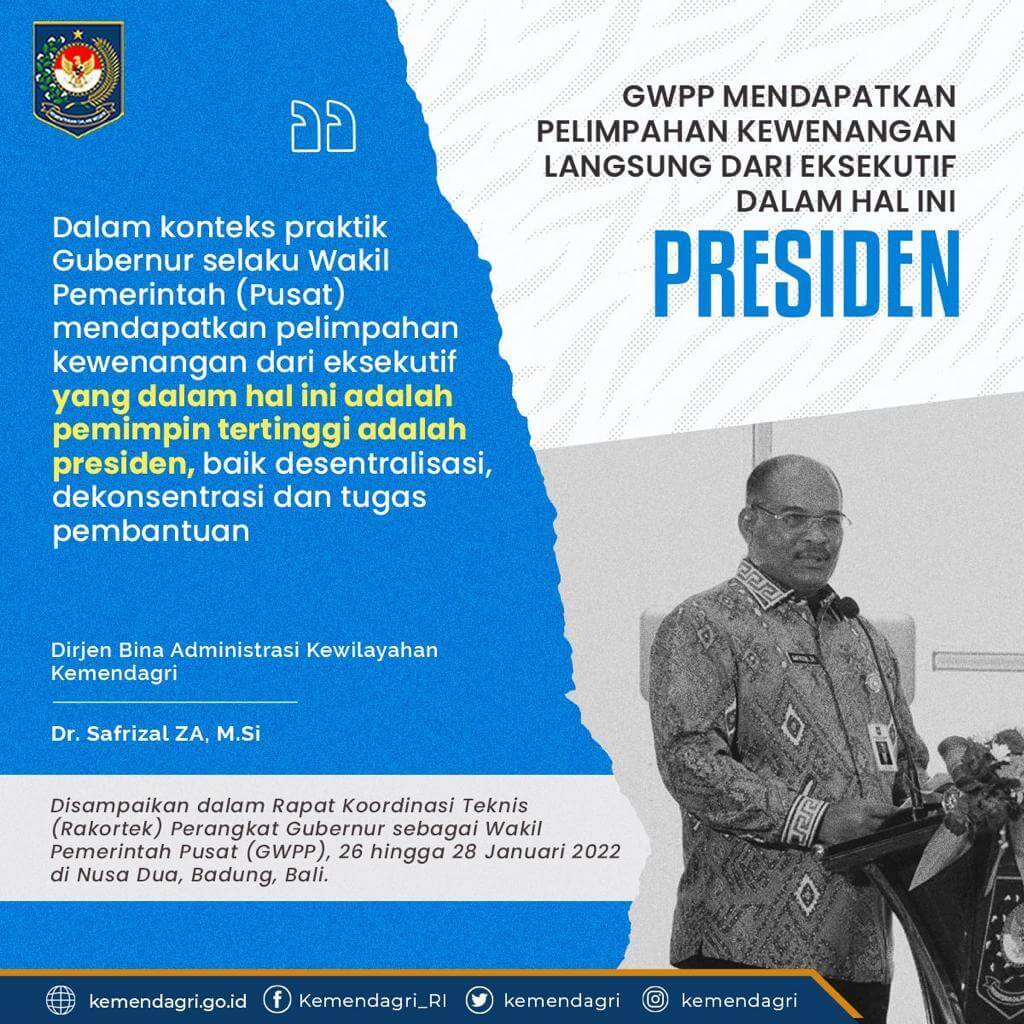 GWPP MENDAPATKAN
PELIMPAHAN KEWENANGAN
LANGSUNG DARI EKSEKUTIF
DALAM HAL INI
PRESIDEN
Dalam konteks praktik
Gubernur selaku Wakil
Pemerintah (Pusat)
mendapatkan pelimpahan
kewenangan dari eksekutif
yang dalam hal ini adalah
pemimpin tertinggi adalah
presiden, baik desentralisasi,
dekonsentrasi dan tugas
pembantuan
Dirjen Bina Administrasi Kewilayahan
Kemendagri
Dr. Safrizal ZA, M.Si
Disampaikan dalam Rapat Koordinasi Teknis
(Rakortek) Perangkat Gubernur sebagai Wakil
Pemerintah Pusat (GWPP), 26 hingga 28 Januari 2022
di Nusa Dua, Badung, Bali.
kemendagri.go.id Kemendagri_RI kemendagri kemendagri